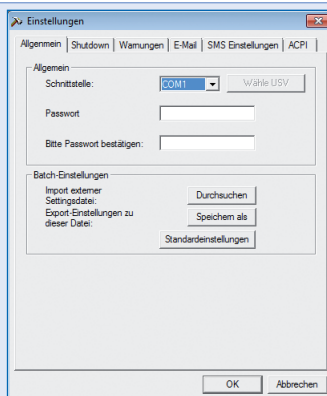 Einstellungen
Allgenmein Shutdown Warnungen E-Mail SMS Einstellungen ACPI
Allgemein
Schnittstelle: COM1 Wähle USV
Passwort
Bitte Passwort bestätigen:
Batch-Einstellungen
Import externer
Settingsdatei: Durchsuchen
Export-Einstellungen zu
dieser Datei: Speichern als
Standardeinstellungen
OK Abbrechen